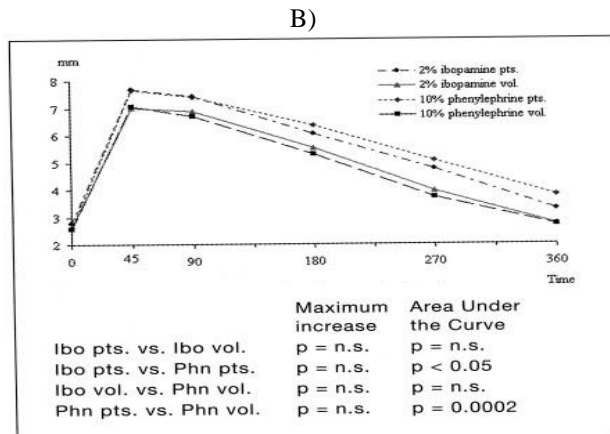 B)
mm
8
7
6
5
4
3
2
0
45
90
180
270
360
Time
2% ibopamine pts.
2% ibopamine vol.
10% phenylephrine pts.
10% phenylephrine vol.
Maximum increase Area Under the Curve
Ibo pts. vs. Ibo vol. p = n.s. p = n.s.
Ibo pts. vs. Phn pts. p = n.s. p < 0.05
Ibo vol. vs. Phn vol. p = n.s. p = n.s.
Phn pts. vs. Phn vol. p = n.s. p = 0.0002